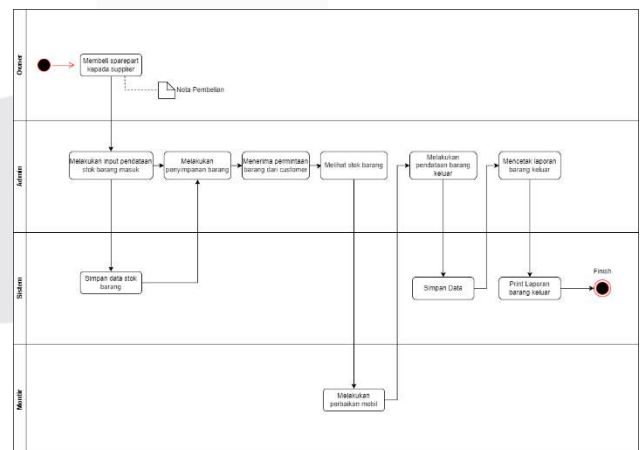 Owner
Membeli sparepart
kepada supplier
Nota Pembelian
Admin
Melakukan input pendataan
stok barang masuk
Melakukan
penyimpanan barang
Menerima permintaan
barang dari customer
Melihat stok barang
Melakukan
pendataan barang
keluar
Mencetak laporan
barang keluar
Sistem
Simpan data stok
barang
Simpan Data
Print Laporan
barang keluar
Finish
Montir
Melakukan
perbaikan mobil